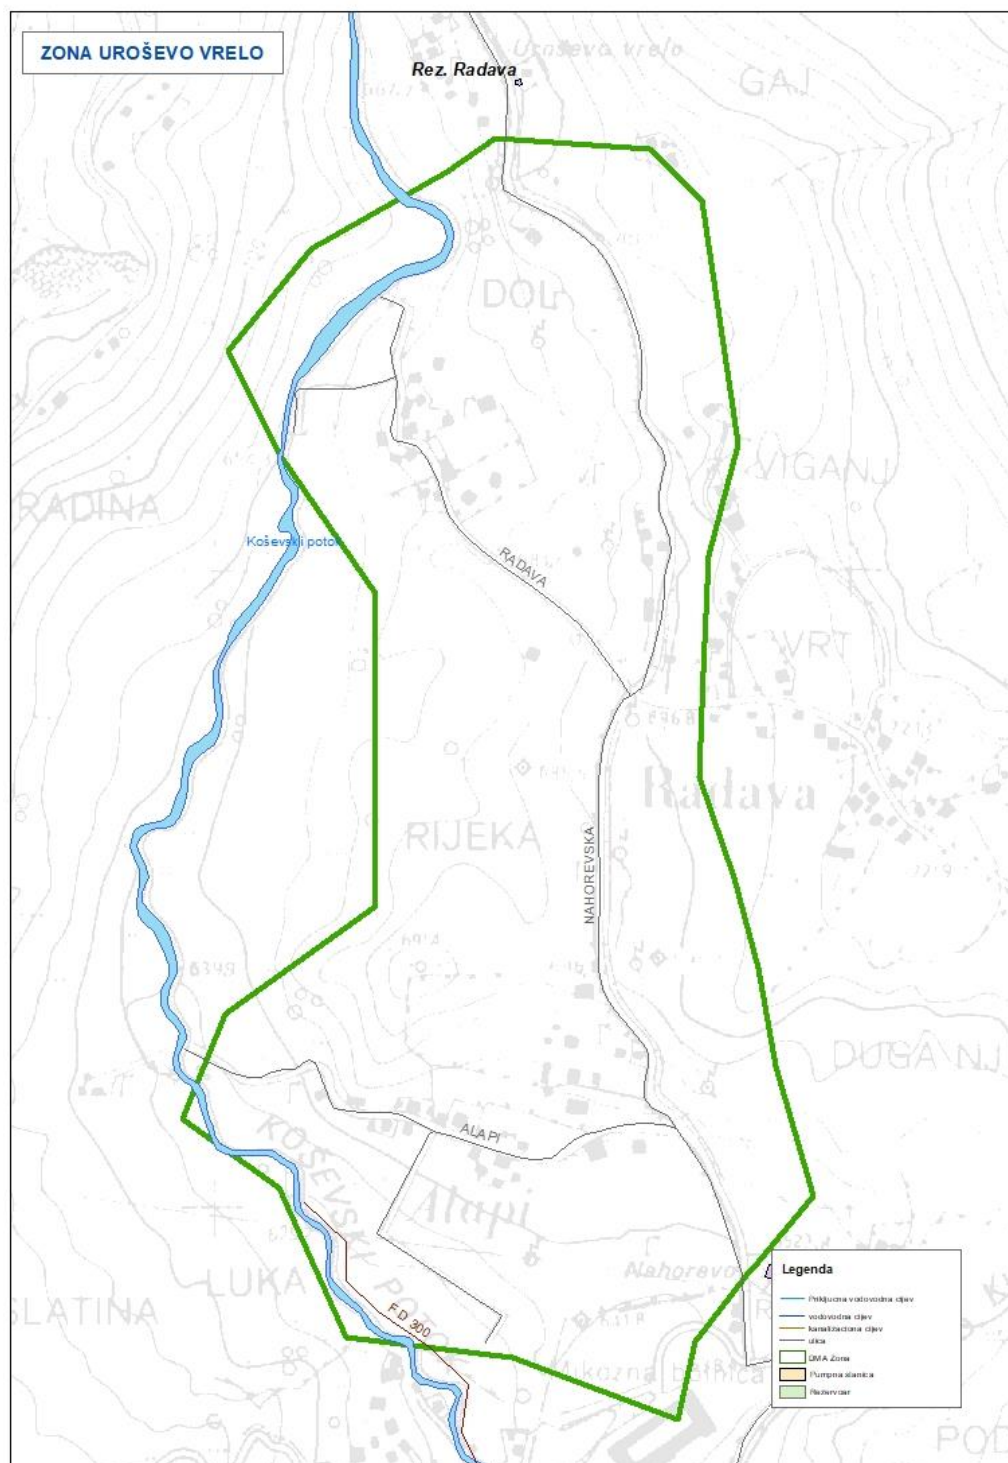 ZONA UROŠEVO VRELO
Uroševo vrelo
Rez. Radava
GAJ
DOL
VIGANJ
RADINA
Koševski potok
RADAVA
VRT
Radava
RIJEKA
NAHOREVSKA
DUGA NJ
ALAPI
KOŠEVSKI POT
Alapi
Nahorevo
LUKA
SLATINA
F D 300
Legenda
Priključna vodovodna cijev
vodovodna cijev
kanalizaciona cijev
ulica
DMA Zona
Pumpna stanica
Rezervoar
POD